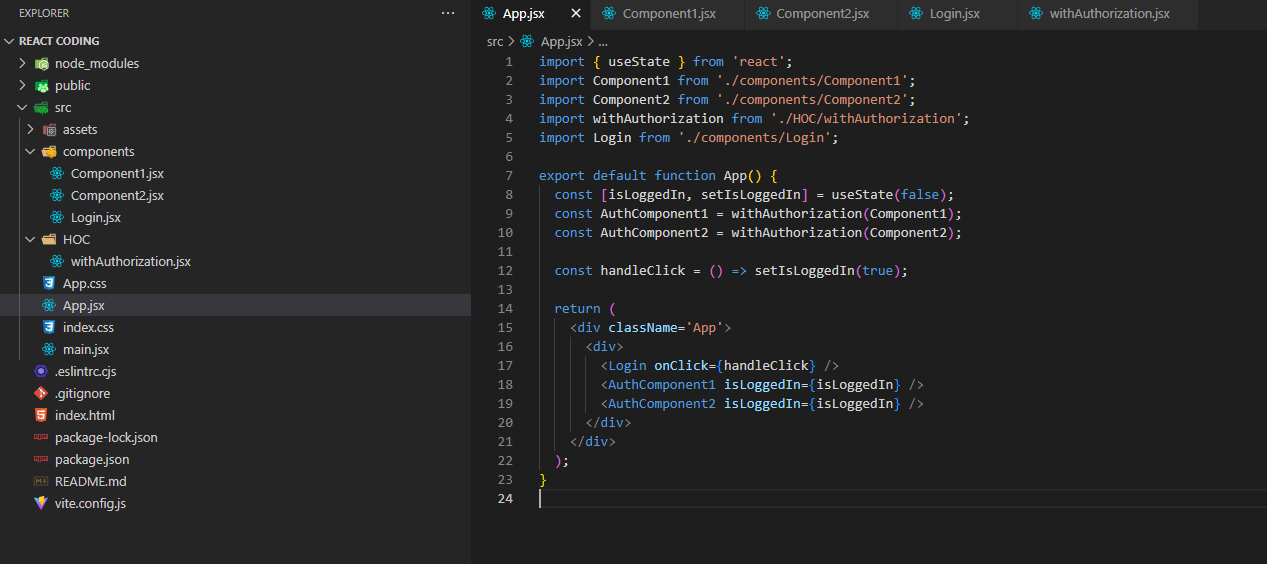 EXPLORER
···
REACT CODING
node_modules
public
src
assets
components
Component1.jsx
Component2.jsx
Login.jsx
HOC
withAuthorization.jsx
App.css
App.jsx
index.css
main.jsx
.eslintrc.cjs
.gitignore
index.html
package-lock.json
package.json
README.md
vite.config.js
App.jsx Component1.jsx Component2.jsx Login.jsx withAuthorization.jsx
src > App.jsx > ...
1 import { useState } from 'react';
2 import Component1 from './components/Component1';
3 import Component2 from './components/Component2';
4 import withAuthorization from './HOC/withAuthorization';
5 import Login from './components/Login';
6
7 export default function App() {
8   const [isLoggedIn, setIsLoggedIn] = useState(false);
9   const AuthComponent1 = withAuthorization(Component1);
10   const AuthComponent2 = withAuthorization(Component2);
11
12   const handleClick = () => setIsLoggedIn(true);
13
14   return (
15     <div className='App'>
16       <div>
17         <Login onClick={handleClick} />
18         <AuthComponent1 isLoggedIn={isLoggedIn} />
19         <AuthComponent2 isLoggedIn={isLoggedIn} />
20       </div>
21     </div>
22   );
23 }
24